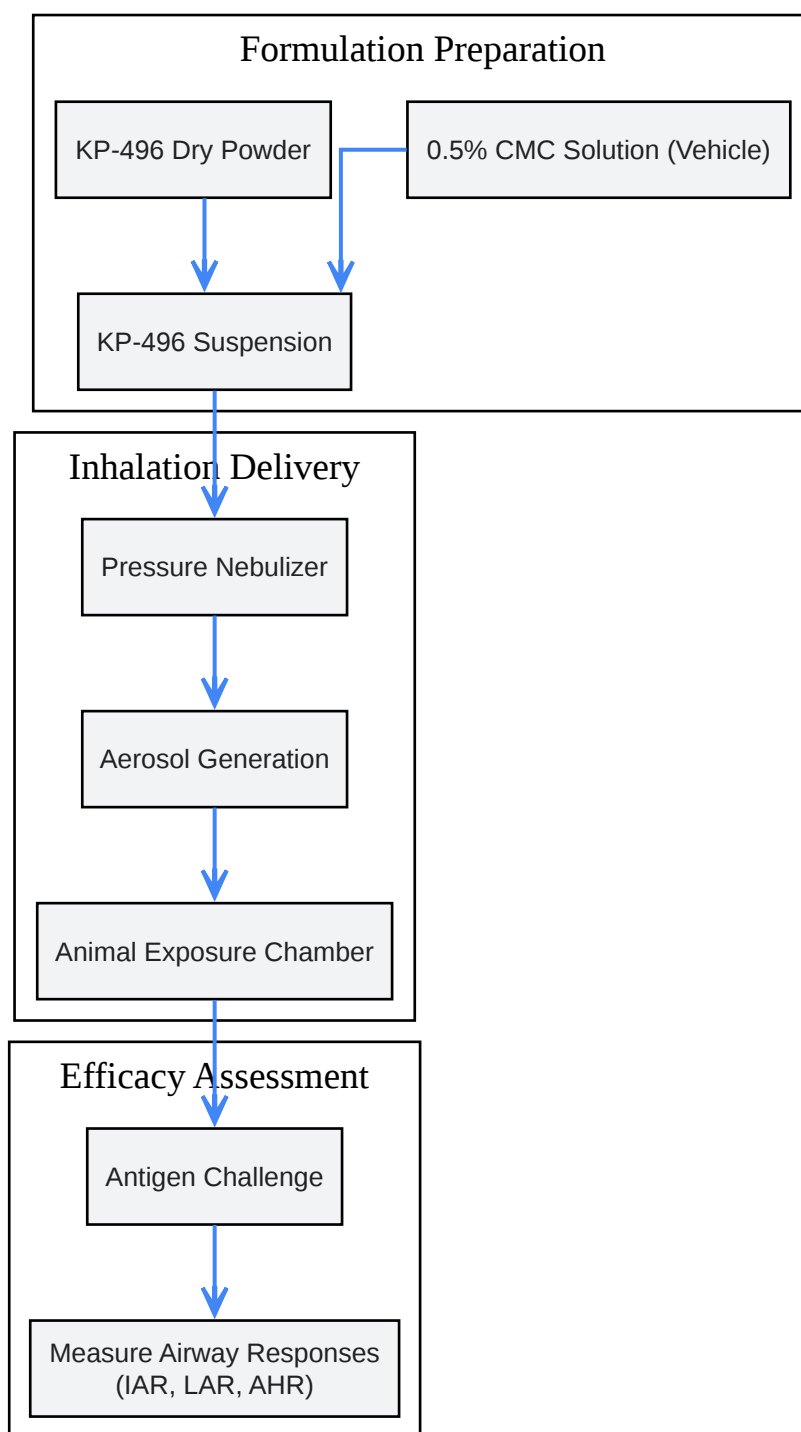 Formulation Preparation
KP-496 Dry Powder
0.5% CMC Solution (Vehicle)
KP-496 Suspension
Inhalation Delivery
Pressure Nebulizer
Aerosol Generation
Animal Exposure Chamber
Efficacy Assessment
Antigen Challenge
Measure Airway Responses
(IAR, LAR, AHR)